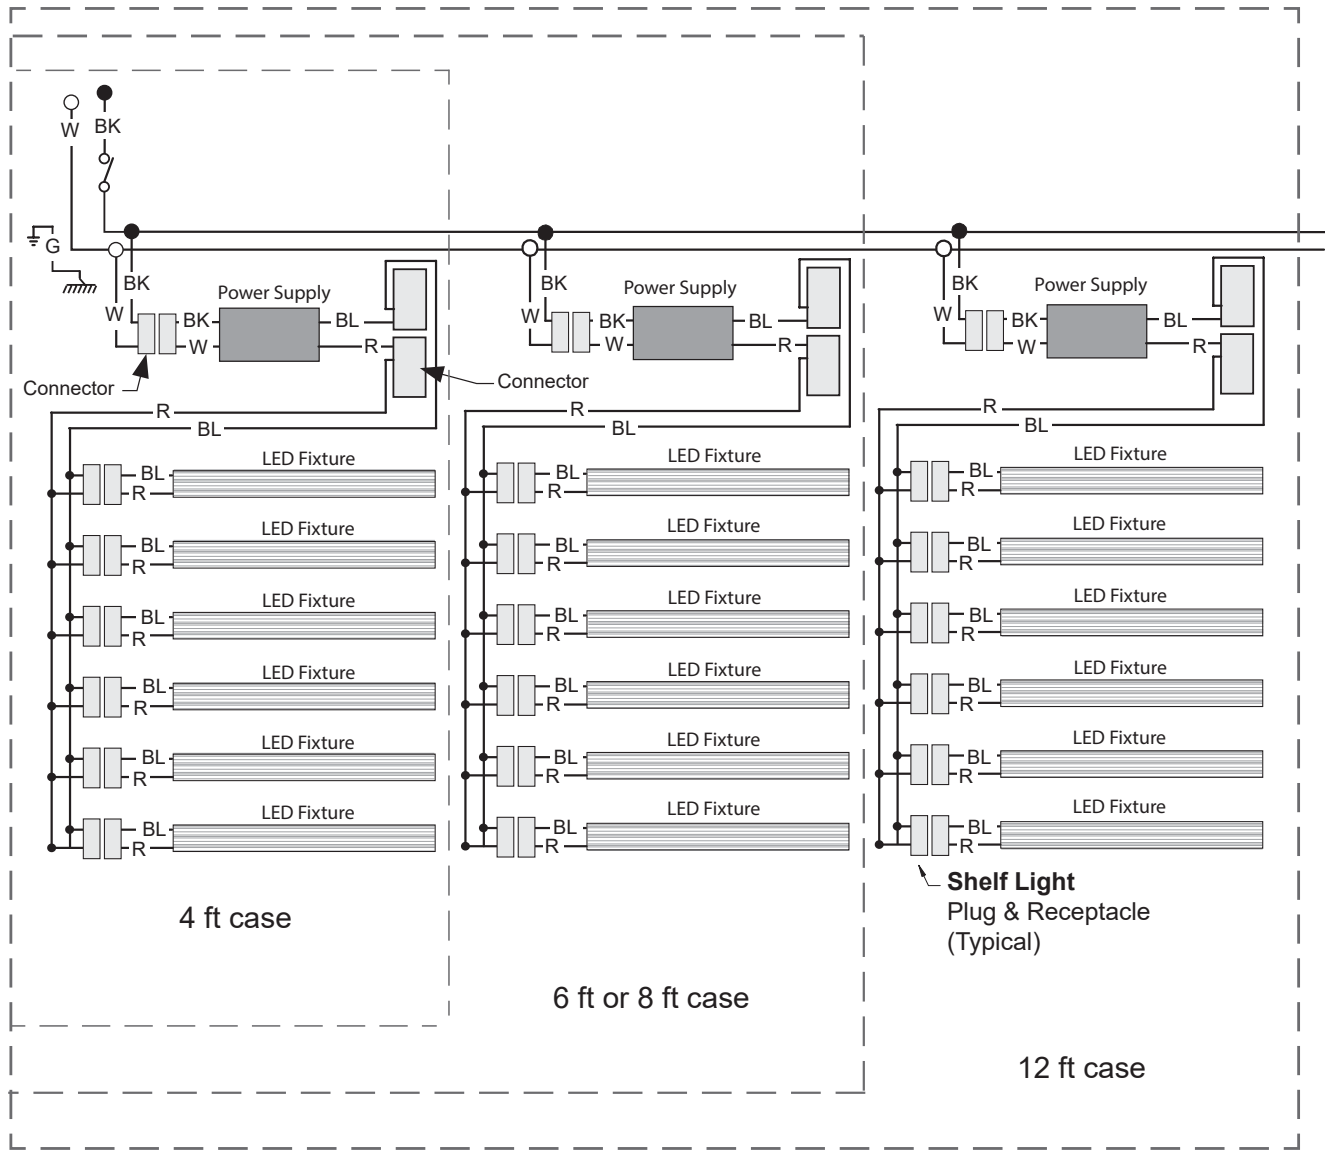 W
BK
G
BK
W
Power Supply
BK
W
BL
R
Connector
Connector
R
BL
LED Fixture
BL
R
LED Fixture
BL
R
LED Fixture
BL
R
LED Fixture
BL
R
LED Fixture
BL
R
LED Fixture
BL
R
4 ft case
BK
W
Power Supply
BK
W
BL
R
R
BL
LED Fixture
BL
R
LED Fixture
BL
R
LED Fixture
BL
R
LED Fixture
BL
R
LED Fixture
BL
R
LED Fixture
BL
R
6 ft or 8 ft case
BK
W
Power Supply
BK
W
BL
R
R
BL
LED Fixture
BL
R
LED Fixture
BL
R
LED Fixture
BL
R
LED Fixture
BL
R
LED Fixture
BL
R
LED Fixture
BL
R
Shelf Light
Plug & Receptacle
(Typical)
12 ft case